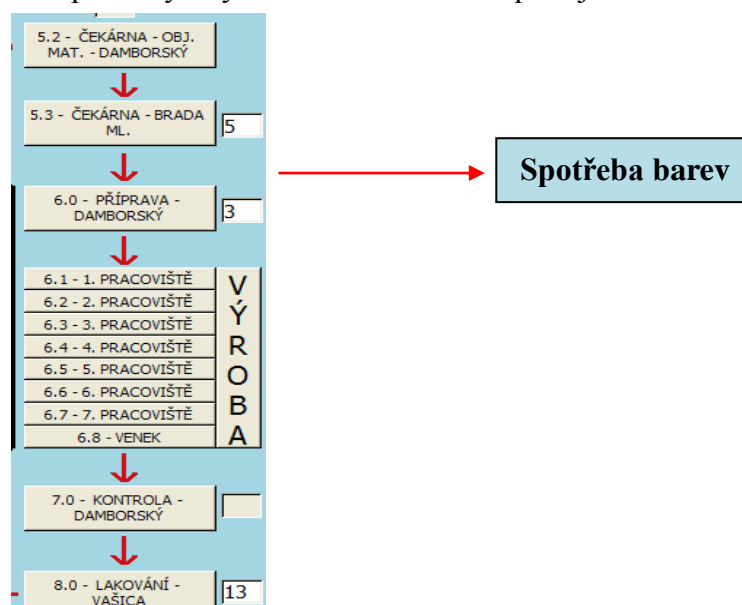 5.2 - ČEKÁRNA - OBJ.
MAT. - DAMBORSKÝ
5.3 - ČEKÁRNA - BRADA
ML.
5
Spotřeba barev
6.0 - PŘÍPRAVA -
DAMBORSKÝ
3
6.1 - 1. PRACOVIŠTĚ
6.2 - 2. PRACOVIŠTĚ
6.3 - 3. PRACOVIŠTĚ
6.4 - 4. PRACOVIŠTĚ
6.5 - 5. PRACOVIŠTĚ
6.6 - 6. PRACOVIŠTĚ
6.7 - 7. PRACOVIŠTĚ
6.8 - VENEK
VÝROBA
7.0 - KONTROLA -
DAMBORSKÝ
8.0 - LAKOVÁNÍ -
VAŠICA
13